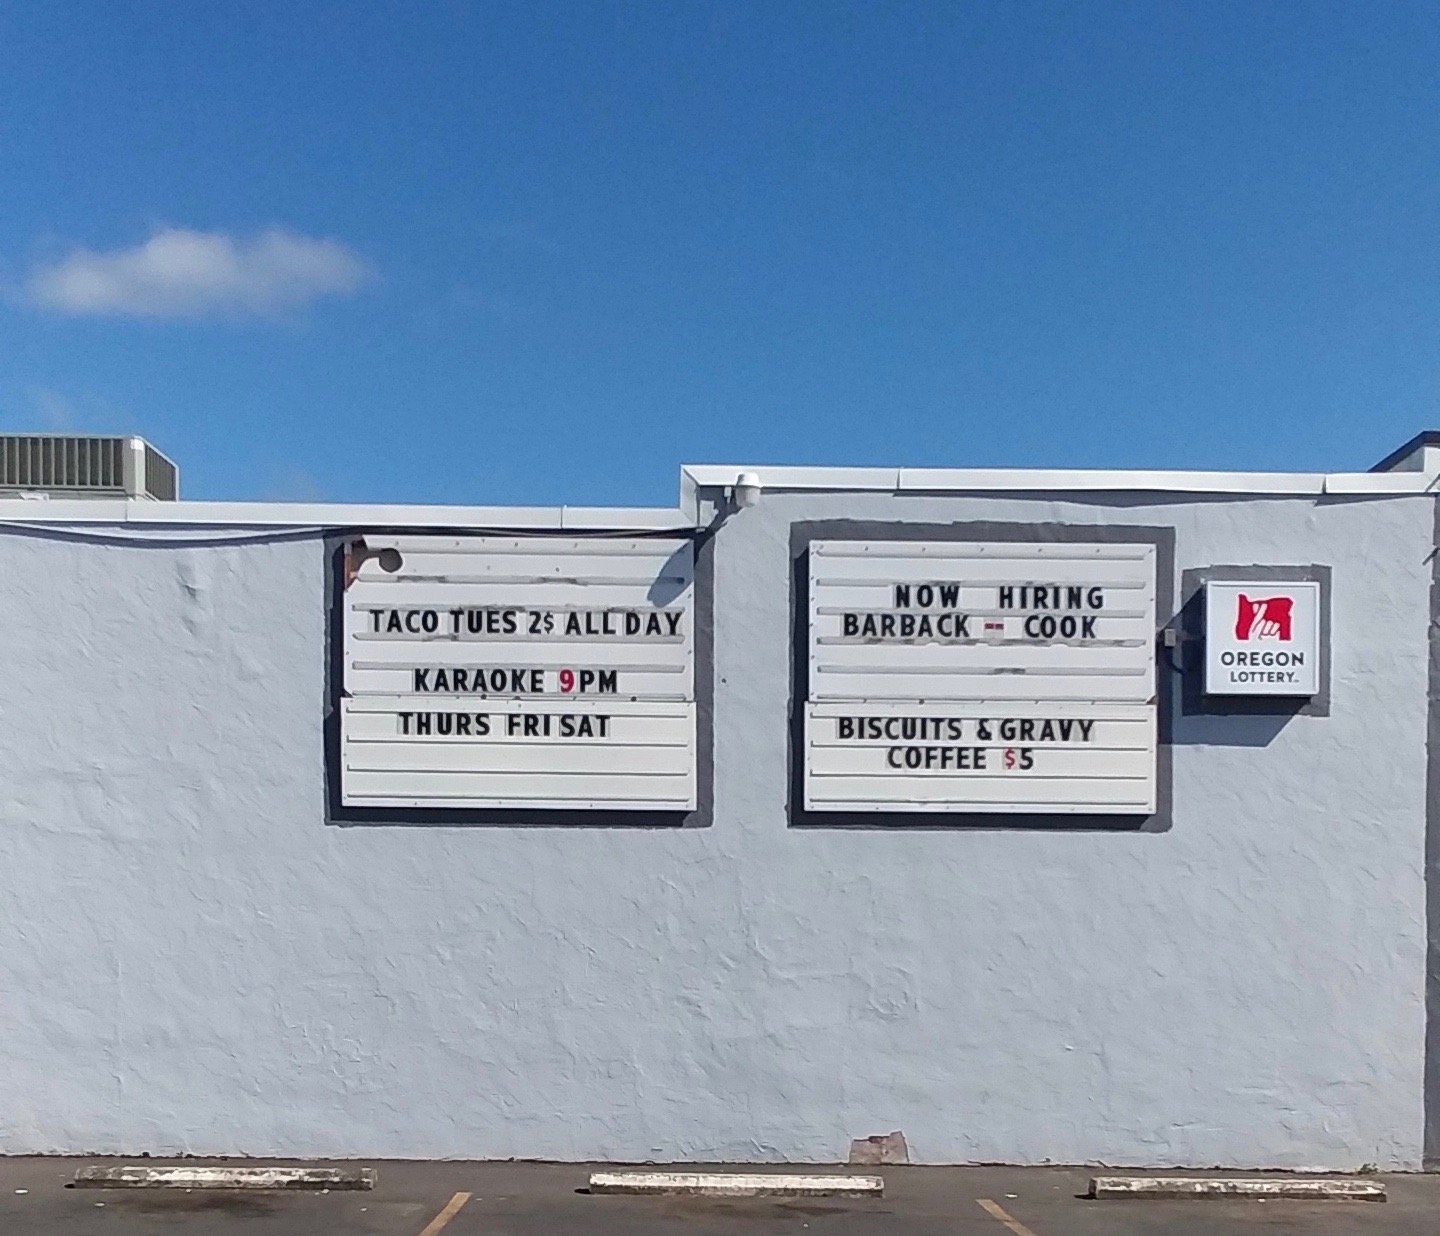 TACO TUES 2$ ALL DAY
KARAOKE 9PM
THURS FRI SAT
NOW HIRING
BARBACK - COOK
BISCUITS & GRAVY
COFFEE $5
OREGON
LOTTERY